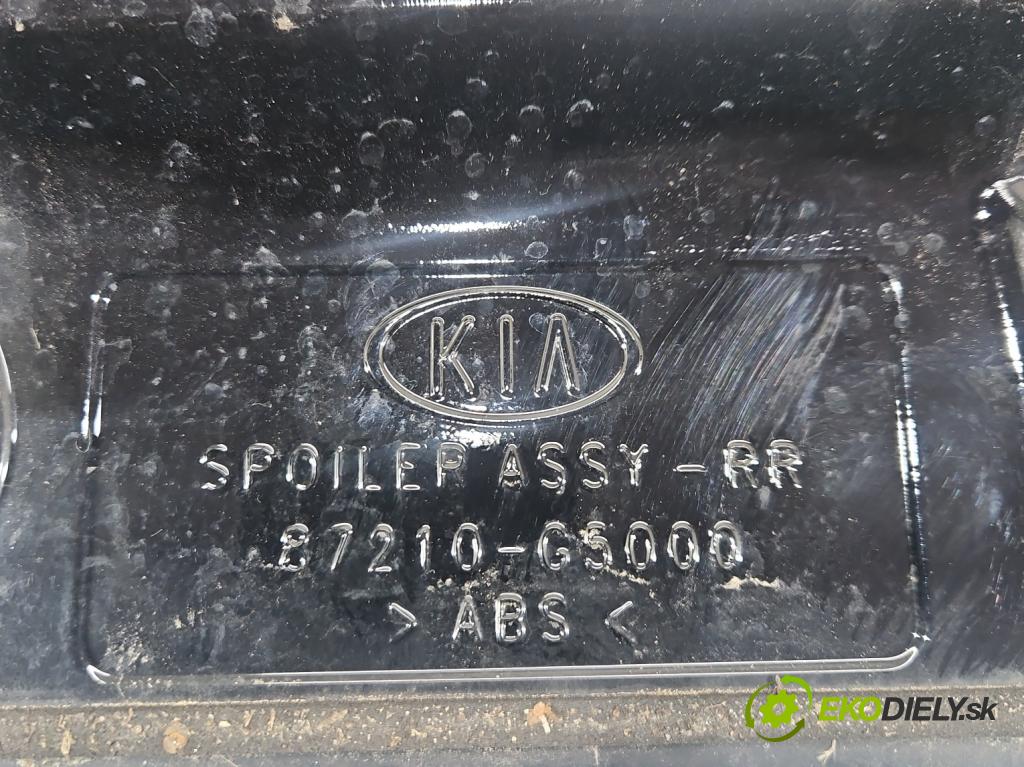 KIA
SPOILER ASSY -RR
87210-G5000
> ABS <
EKODIELY.sk